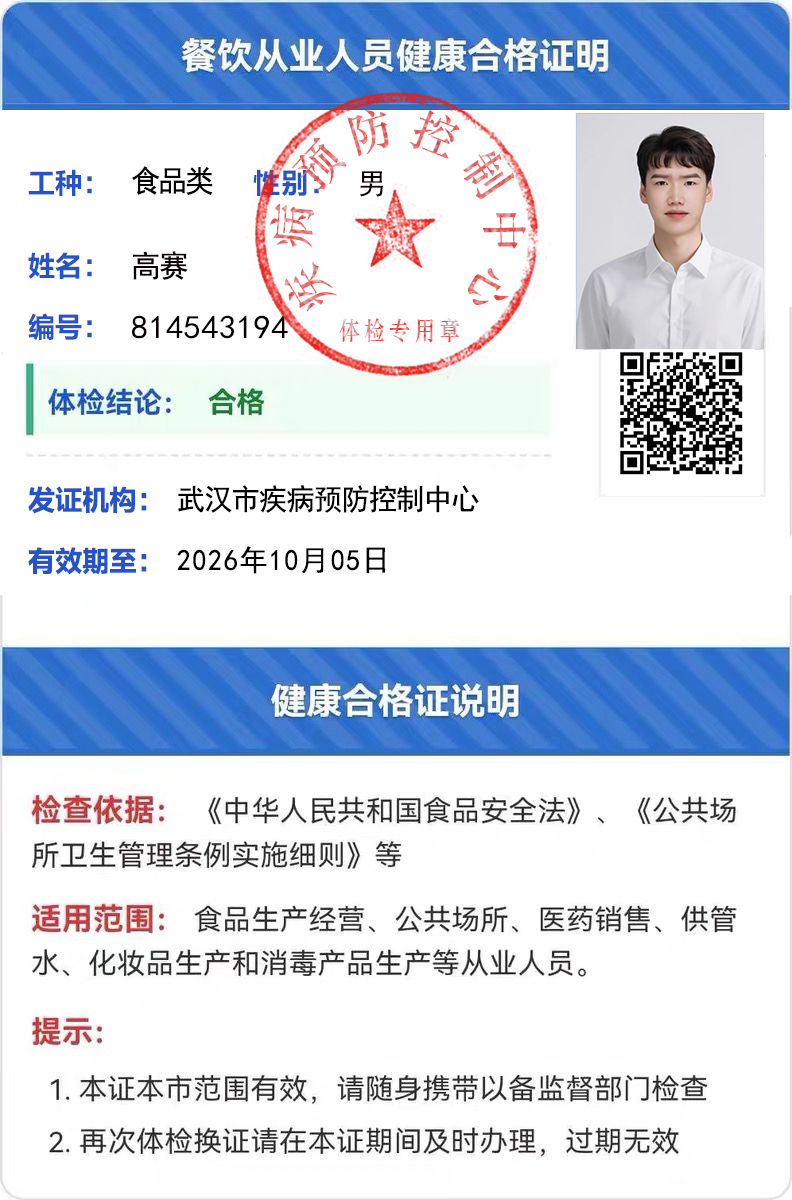 餐饮从业人员健康合格证明
工种： 食品类 性别： 男
姓名： 高赛
编号： 814543194
疾病预防控制中心
体检专用章
体检结论： 合格
发证机构： 武汉市疾病预防控制中心
有效期至： 2026年10月05日
健康合格证说明
检查依据： 《中华人民共和国食品安全法》、《公共场
所卫生管理条例实施细则》等
适用范围： 食品生产经营、公共场所、医药销售、供管
水、化妆品生产和消毒产品生产等从业人员。
提示：
1. 本证本市范围有效，请随身携带以备监督部门检查
2. 再次体检换证请在本证期间及时办理，过期无效